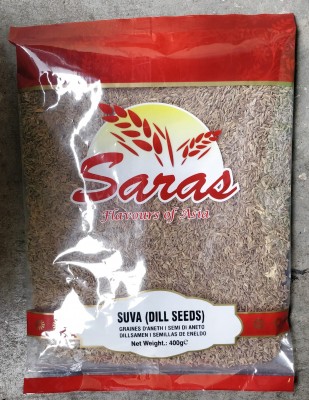 Saras
Flavours of Asia
SUVA (DILL SEEDS)
GRAINES D'ANETH I SEMI DI ANETO
DILLSAMEN I SEMILLAS DE ENELDO
Net Weight.: 400g℮